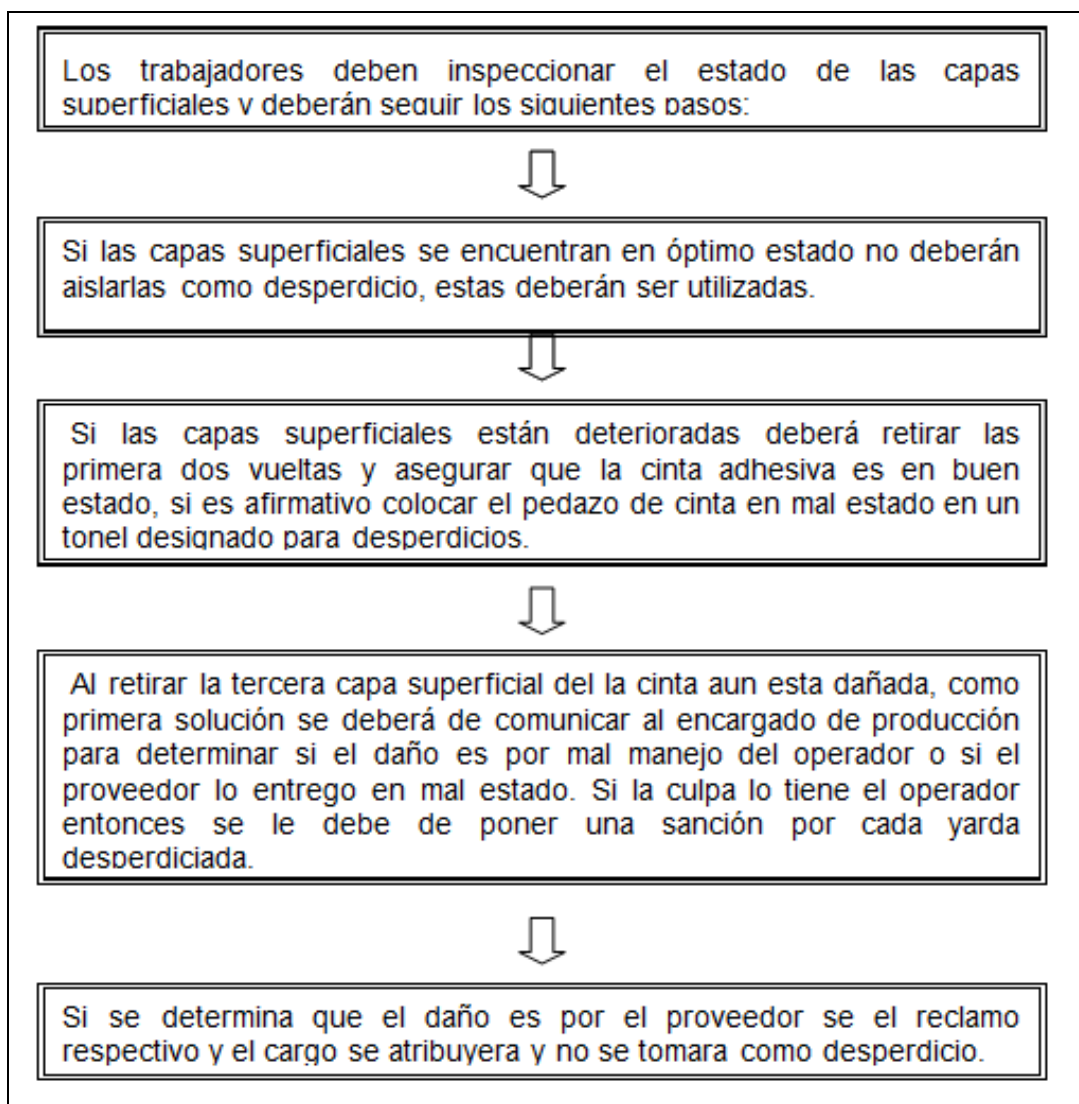 Los trabajadores deben inspeccionar el estado de las capas
superficiales y deberán seguir los siguientes pasos:
Si las capas superficiales se encuentran en óptimo estado no deberán
aislarlas como desperdicio, estas deberán ser utilizadas.
Si las capas superficiales están deterioradas deberá retirar las
primera dos vueltas y asegurar que la cinta adhesiva es en buen
estado, si es afirmativo colocar el pedazo de cinta en mal estado en un
tonel designado para desperdicios.
Al retirar la tercera capa superficial del la cinta aun esta dañada, como
primera solución se deberá de comunicar al encargado de producción
para determinar si el daño es por mal manejo del operador o si el
proveedor lo entrego en mal estado. Si la culpa lo tiene el operador
entonces se le debe de poner una sanción por cada yarda
desperdiciada.
Si se determina que el daño es por el proveedor se el reclamo
respectivo y el cargo se atribuyera y no se tomara como desperdicio.